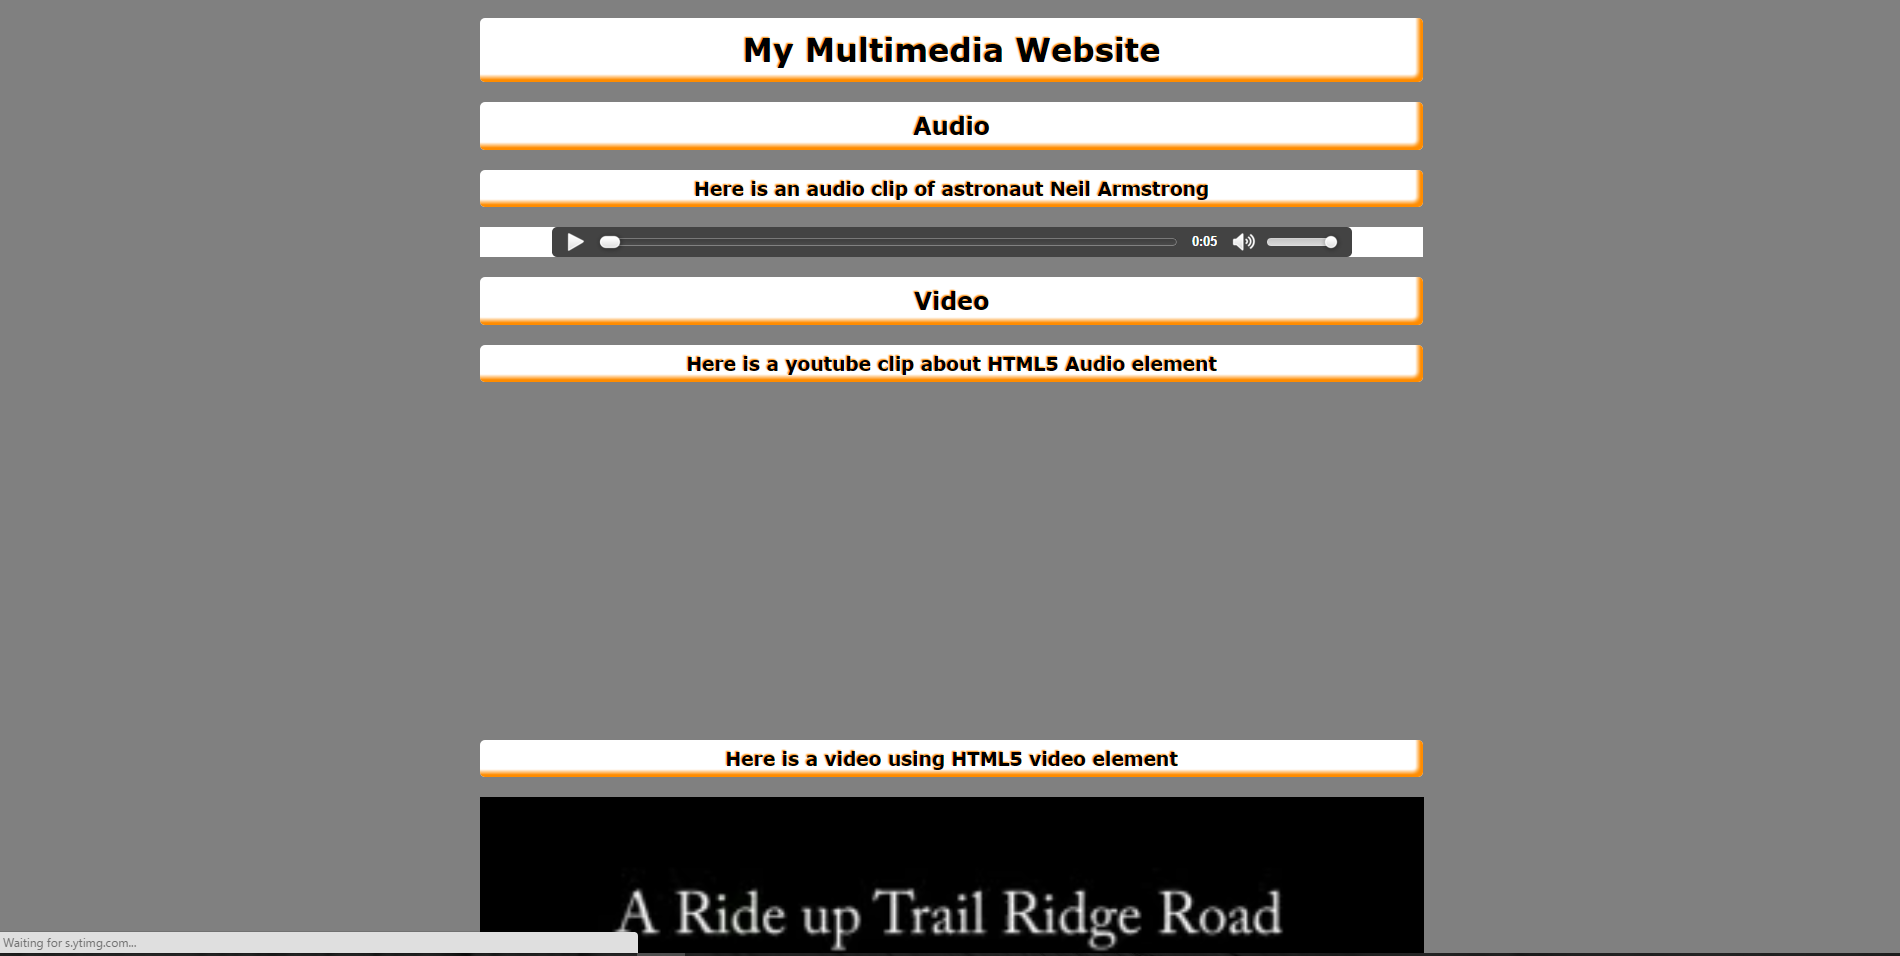 My Multimedia Website
Audio
Here is an audio clip of astronaut Neil Armstrong
0:05
Video
Here is a youtube clip about HTML5 Audio element
Here is a video using HTML5 video element
A Ride up Trail Ridge Road
Waiting for s.ytimg.com...